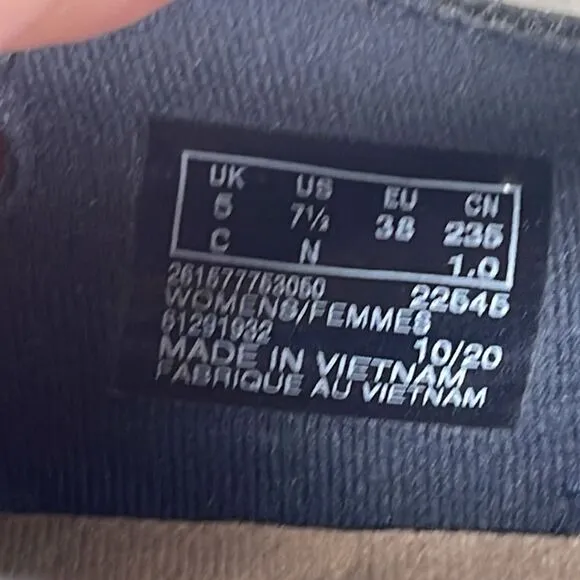 UK US EU CN
5 7½ 38 235
C N 1.0
261577753050 22545
WOMENS/FEMMES
61291932 10/20
MADE IN VIETNAM
FABRIQUE AU VIETNAM